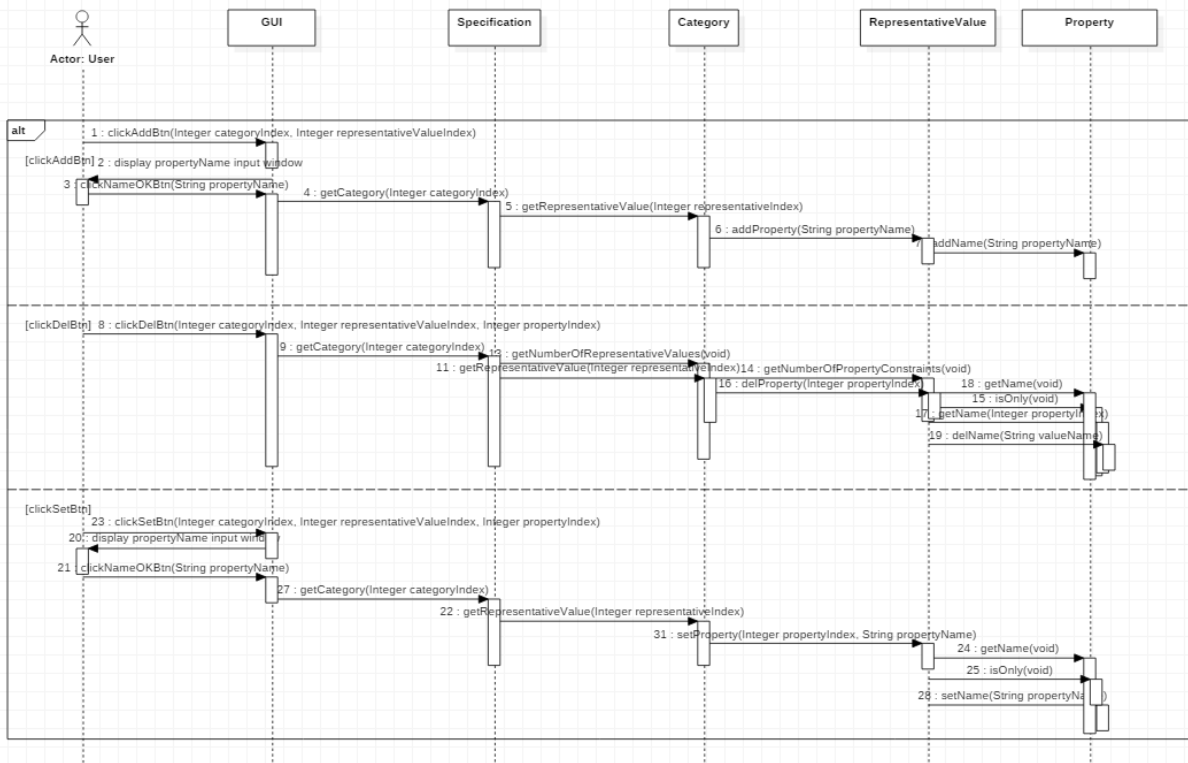 GUI
Specification
Category
RepresentativeValue
Property
Actor: User
alt
1 : clickAddBtn(Integer categoryIndex, Integer representativeValueIndex)
[clickAddBtn]
2 : display propertyName input window
3 : clickNameOKBtn(String propertyName)
4 : getCategory(Integer categoryIndex)
5 : getRepresentativeValue(Integer representativeIndex)
6 : addProperty(String propertyName)
7 : addName(String propertyName)
[clickDelBtn]
8 : clickDelBtn(Integer categoryIndex, Integer representativeValueIndex, Integer propertyIndex)
9 : getCategory(Integer categoryIndex)
13 : getNumberOfRepresentativeValues(void)
11 : getRepresentativeValue(Integer representativeIndex)
14 : getNumberOfPropertyConstraints(void)
16 : delProperty(Integer propertyIndex)
18 : getName(void)
15 : isOnly(void)
17 : getName(Integer propertyIndex)
19 : delName(String valueName)
[clickSetBtn]
23 : clickSetBtn(Integer categoryIndex, Integer representativeValueIndex, Integer propertyIndex)
20 : display propertyName input window
21 : clickNameOKBtn(String propertyName)
27 : getCategory(Integer categoryIndex)
22 : getRepresentativeValue(Integer representativeIndex)
31 : setProperty(Integer propertyIndex, String propertyName)
24 : getName(void)
25 : isOnly(void)
28 : setName(String propertyName)